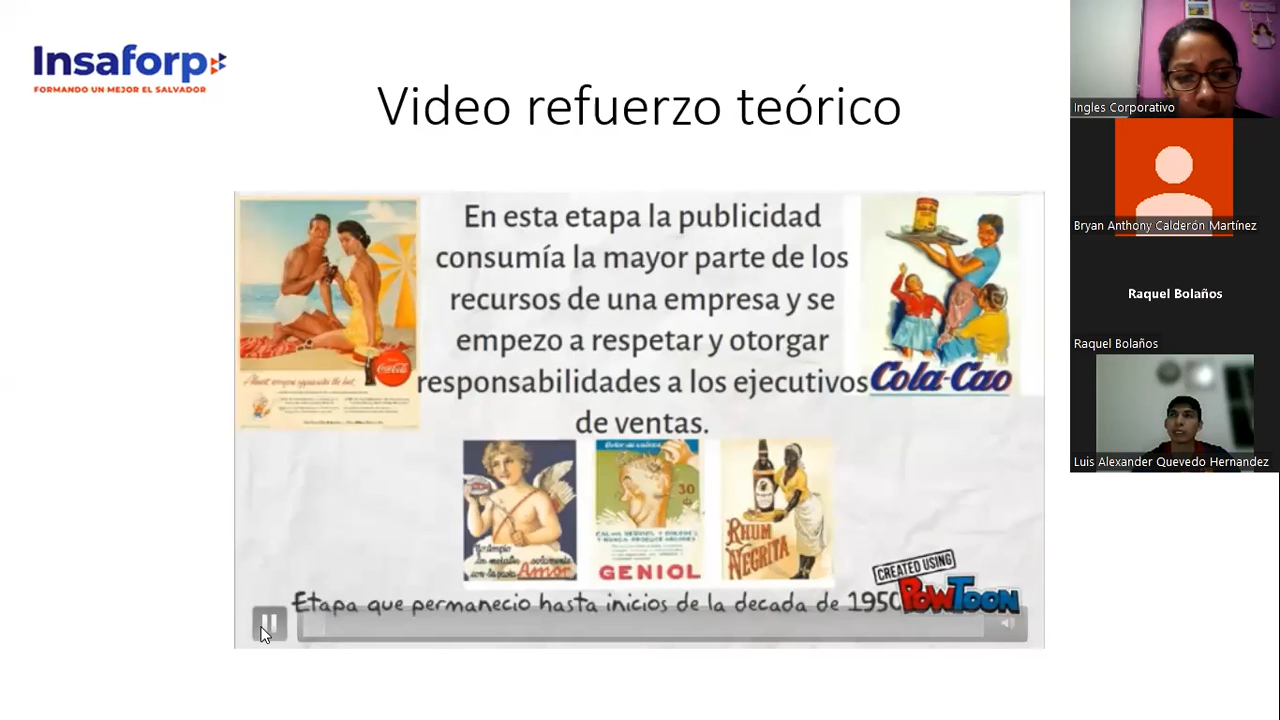 Insaforp
FORMANDO UN MEJOR EL SALVADOR
Video refuerzo teórico
En esta etapa la publicidad
consumía la mayor parte de los
recursos de una empresa y se
empezo a respetar y otorgar
responsabilidades a los ejecutivos
de ventas.
Coca-Cola
Cola-Cao
Amor
30
GENIOL
RHUM
NEGRITA
CREATED USING
POWTOON
Etapa que permanecio hasta inicios de la decada de 1950
Ingles Corporativo
Bryan Anthony Calderón Martínez
Raquel Bolaños
Raquel Bolaños
Luis Alexander Quevedo Hernandez